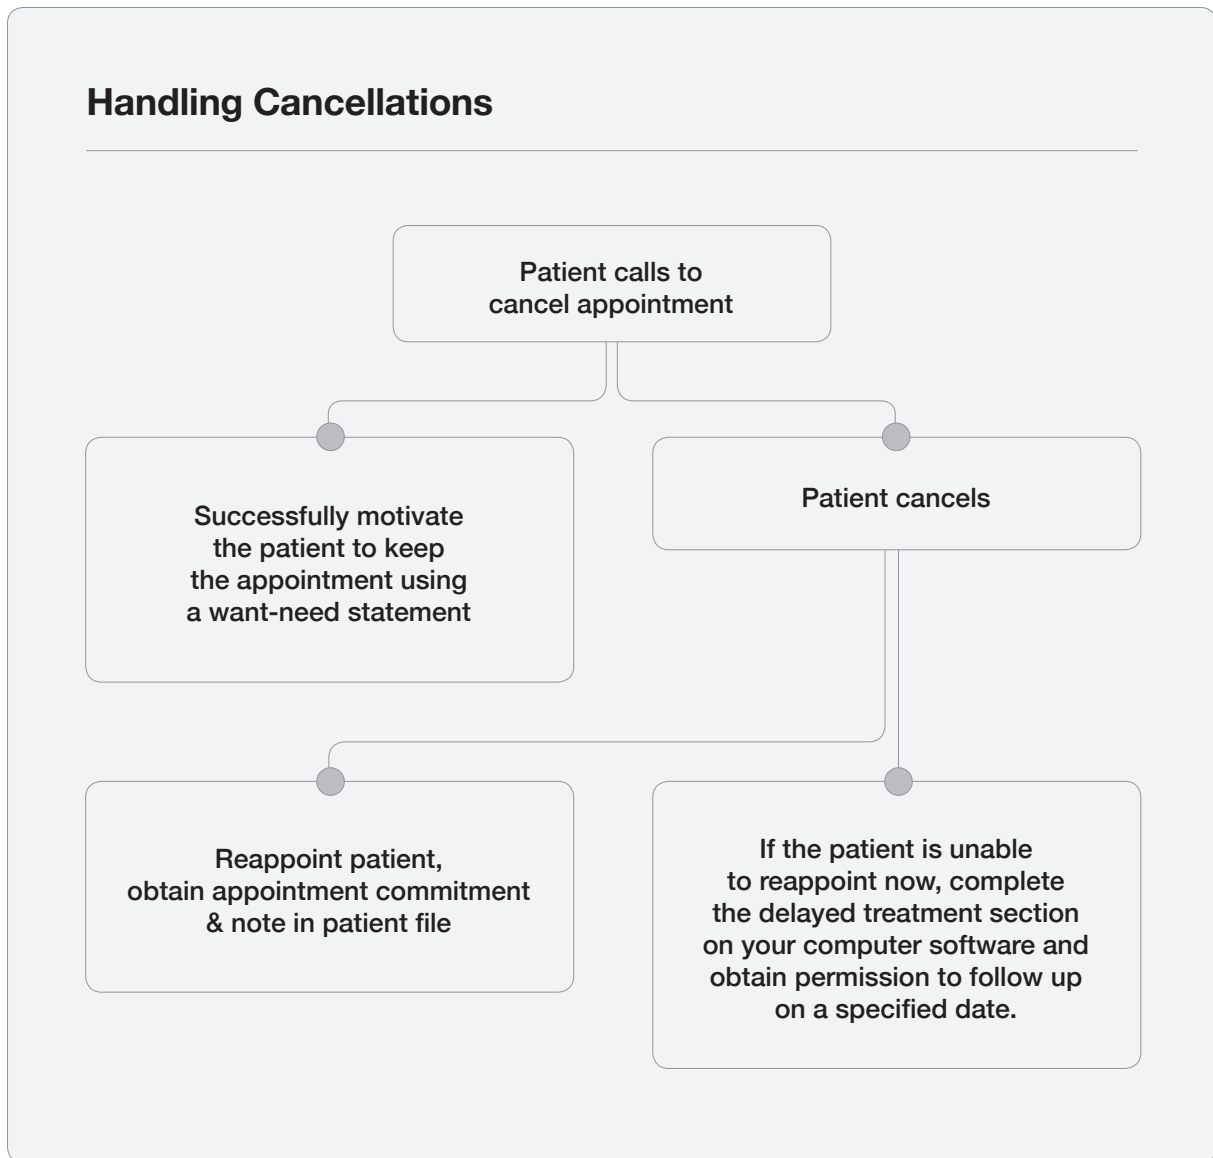 Handling Cancellations
Patient calls to
cancel appointment
Successfully motivate
the patient to keep
the appointment using
a want-need statement
Patient cancels
Reappoint patient,
obtain appointment commitment
& note in patient file
If the patient is unable
to reappoint now, complete
the delayed treatment section
on your computer software and
obtain permission to follow up
on a specified date.